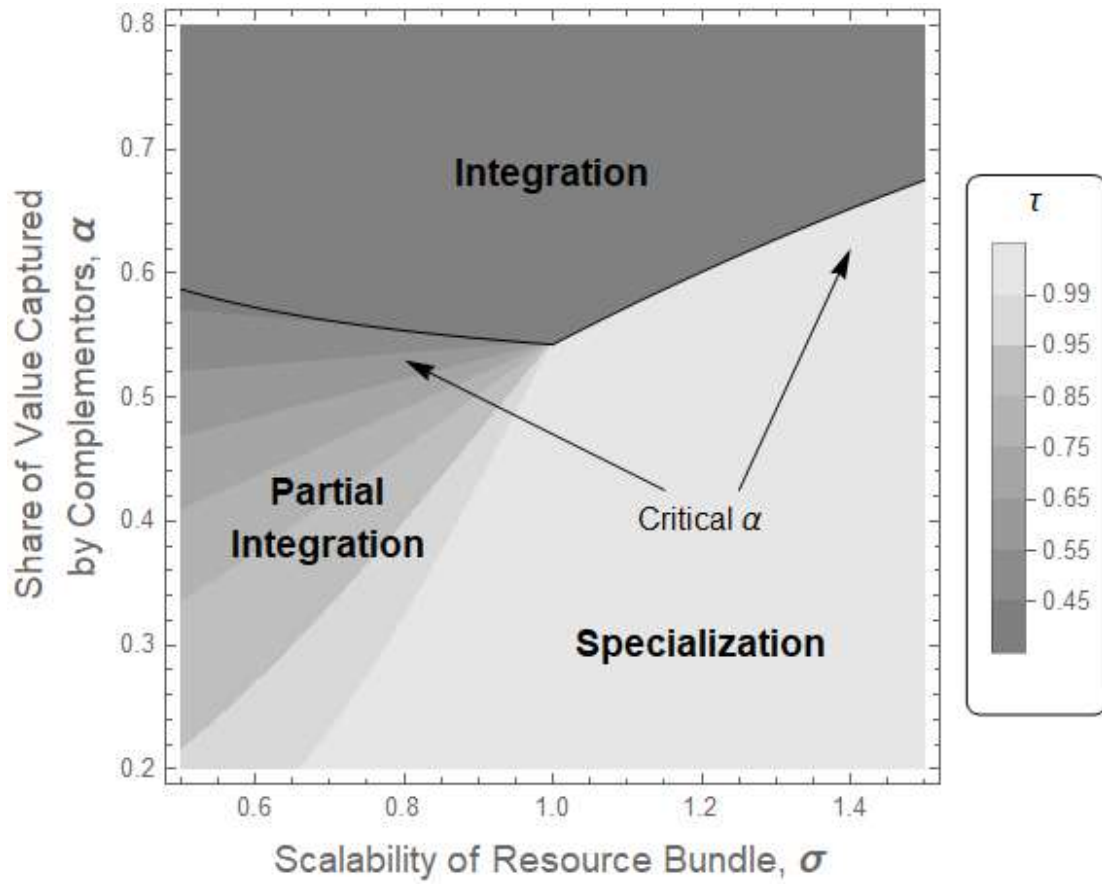 0.8
0.7
0.6
0.5
0.4
0.3
0.2
Share of Value Captured
by Complementors, α
Integration
Partial
Integration
Critical α
Specialization
0.6
0.8
1.0
1.2
1.4
Scalability of Resource Bundle, σ
τ
0.99
0.95
0.85
0.75
0.65
0.55
0.45